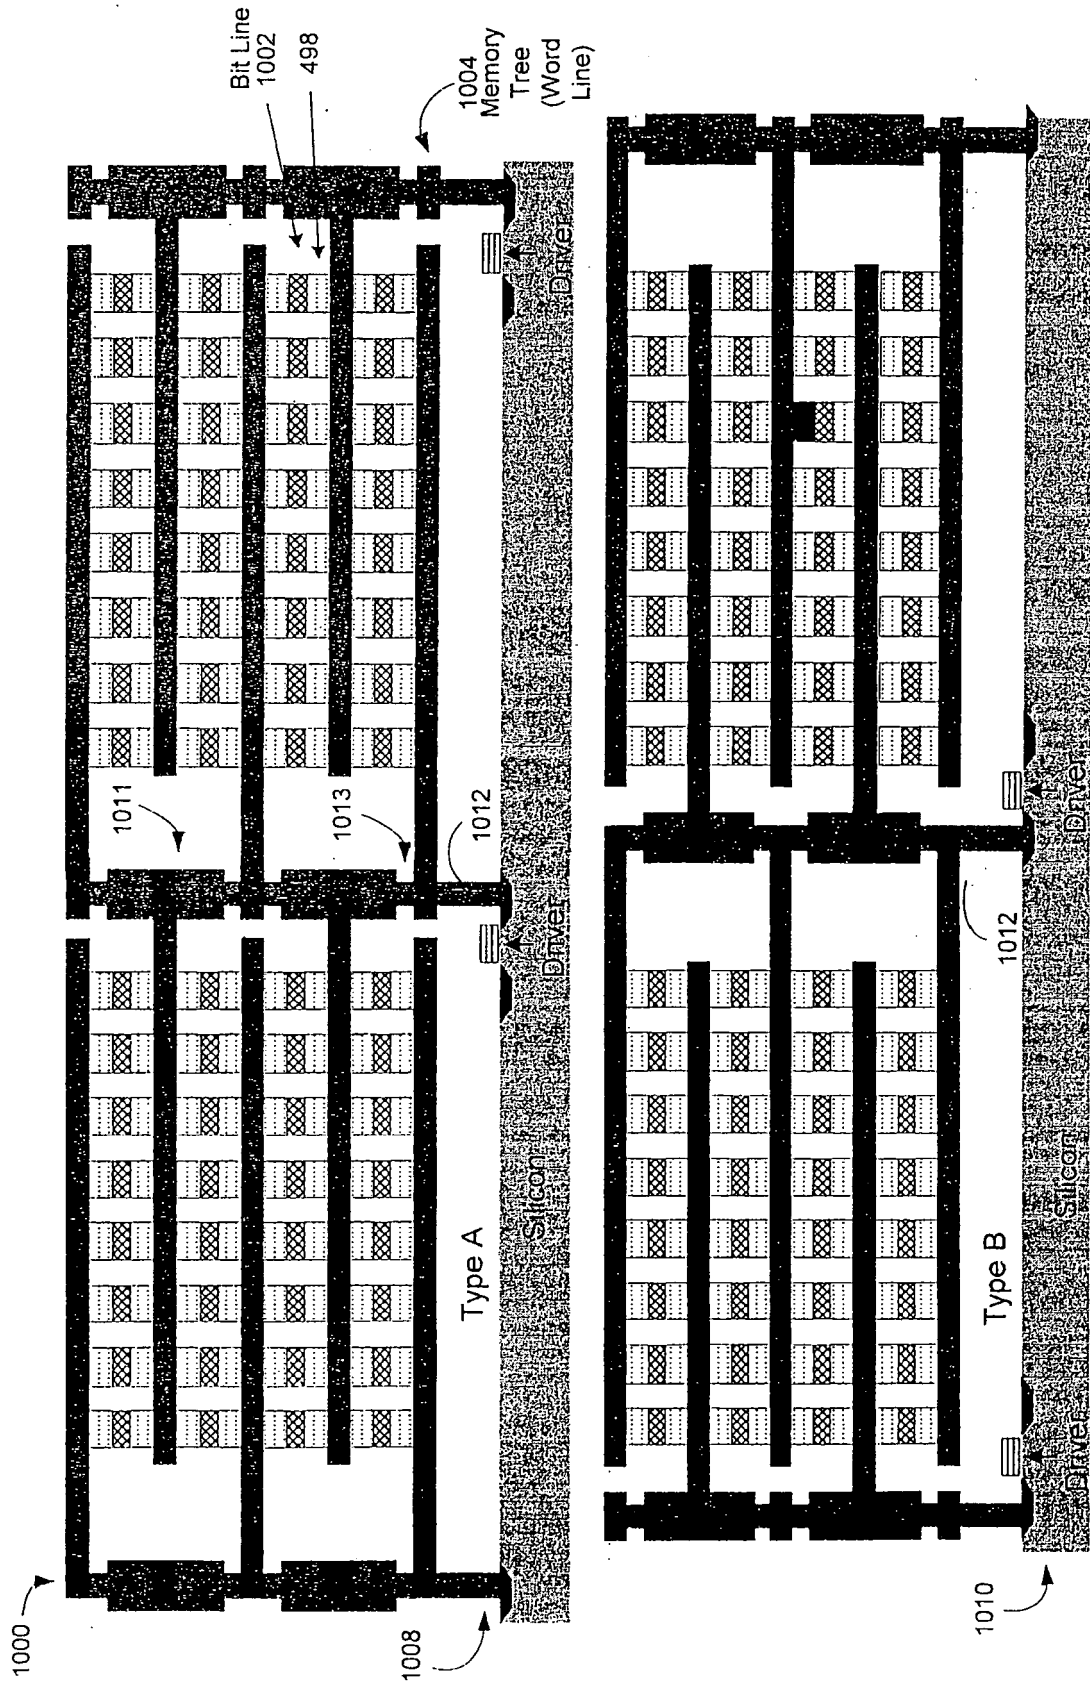 1000
1008
1011
1013
1012
Bit Line
1002
498
1004
Memory
Tree
(Word
Line)
Type A
Silicon
Driver
Driver
1010
Type B
Driver
Silicon
1012
Driver